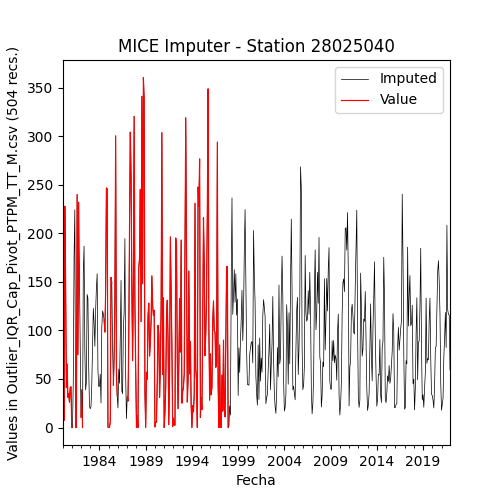 MICE Imputer - Station 28025040
Imputed
Value
Values in Outlier_IQR_Cap_Pivot_PTPM_TT_M.csv (504 recs.)
350
300
250
200
150
100
50
0
1984 1989 1994 1999 2004 2009 2014 2019
Fecha